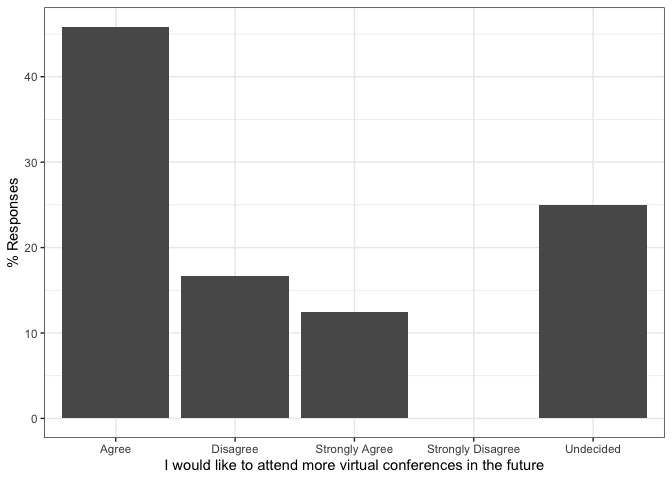 % Responses
40
30
20
10
0
Agree Disagree Strongly Agree Strongly Disagree Undecided
I would like to attend more virtual conferences in the future